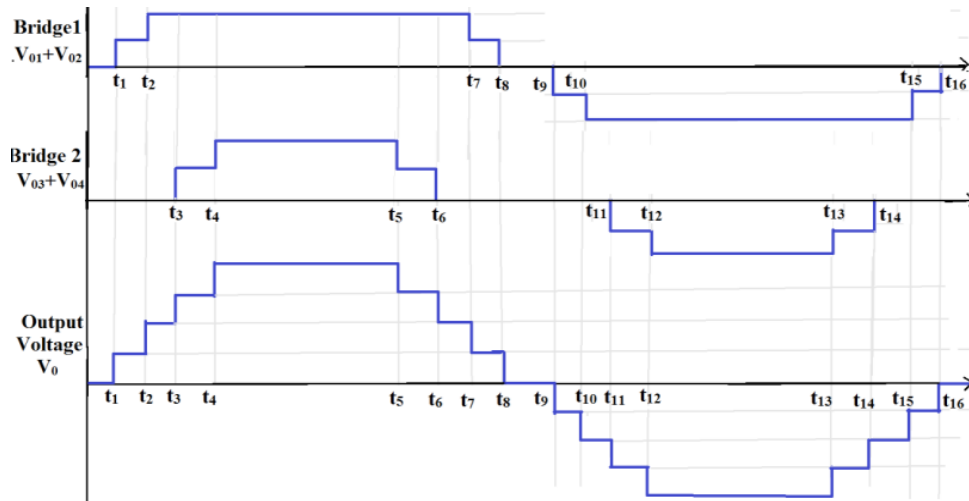 Bridge1
.V₀₁+V₀₂
t₁ t₂ t₇ t₈ t₉ t₁₀ t₁₅ t₁₆
Bridge 2
V₀₃+V₀₄
t₃ t₄ t₅ t₆ t₁₁ t₁₂ t₁₃ t₁₄
Output
Voltage
V₀
t₁ t₂ t₃ t₄ t₅ t₆ t₇ t₈ t₉ t₁₀ t₁₁ t₁₂ t₁₃ t₁₄ t₁₅ t₁₆